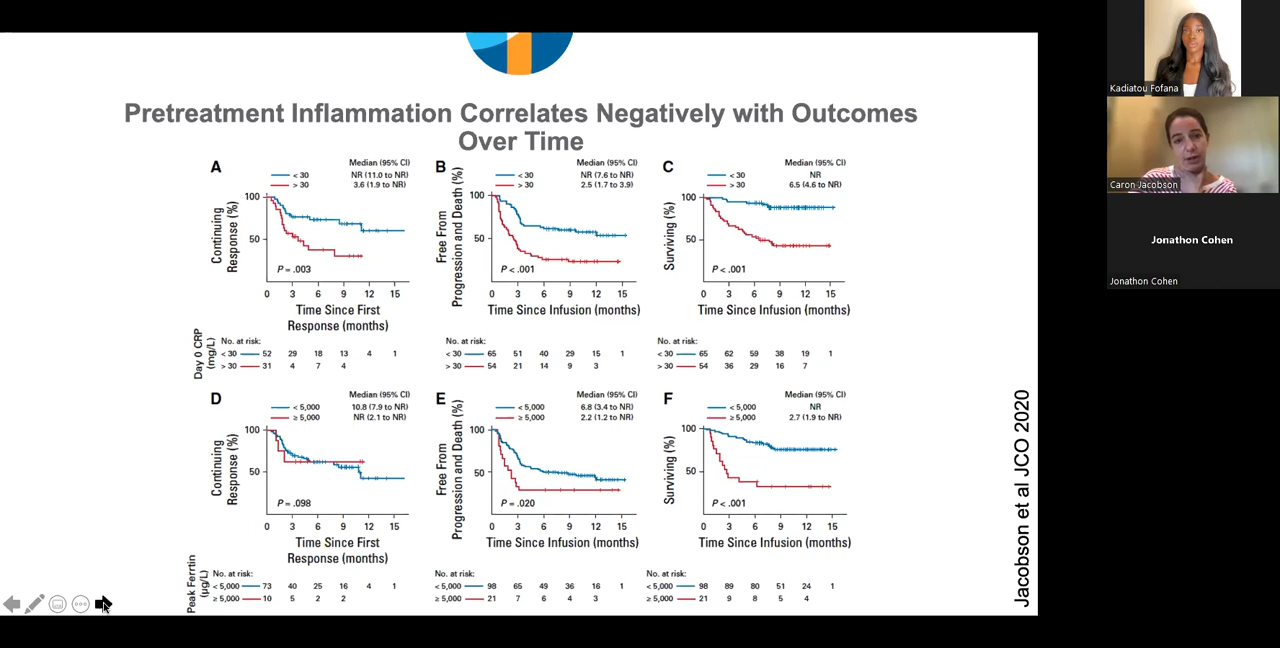 Pretreatment Inflammation Correlates Negatively with Outcomes
Over Time
A
Median (95% CI)
< 30 NR (11.0 to NR)
> 30 3.6 (1.9 to NR)
Continuing
Response (%)
100
50
P = .003
0 3 6 9 12 15
Time Since First
Response (months)
B
Median (95% CI)
< 30 NR (7.6 to NR)
> 30 2.5 (1.7 to 3.9)
Free From
Progression and Death (%)
100
50
P < .001
0 3 6 9 12 15
Time Since Infusion (months)
C
Median (95% CI)
< 30 NR
> 30 6.5 (4.6 to NR)
Surviving (%)
100
50
P < .001
0 3 6 9 12 15
Time Since Infusion (months)
Day 0 CRP
(mg/L)
No. at risk:
< 30 52 29 18 13 4 1
> 30 31 4 7 4
No. at risk:
< 30 65 51 40 29 15 1
> 30 54 21 14 9 3
No. at risk:
< 30 65 62 59 38 19 1
> 30 54 36 29 16 7
D
Median (95% CI)
< 5,000 10.8 (7.9 to NR)
≥ 5,000 NR (2.1 to NR)
Continuing
Response (%)
100
50
P = .098
0 3 6 9 12 15
Time Since First
Response (months)
E
Median (95% CI)
< 5,000 6.8 (3.4 to NR)
≥ 5,000 2.2 (1.2 to NR)
Free From
Progression and Death (%)
100
50
P = .020
0 3 6 9 12 15
Time Since Infusion (months)
F
Median (95% CI)
< 5,000 NR
≥ 5,000 2.7 (1.9 to NR)
Surviving (%)
100
50
P < .001
0 3 6 9 12 15
Time Since Infusion (months)
Peak Ferrtin
(µg/L)
No. at risk:
< 5,000 73 40 25 16 4 1
≥ 5,000 10 5 2 2
No. at risk:
< 5,000 98 65 49 36 16 1
≥ 5,000 21 7 6 4 3
No. at risk:
< 5,000 98 89 80 51 24 1
≥ 5,000 21 9 8 5 4
Jacobson et al JCO 2020
Kadiatou Fofana
Caron Jacobson
Jonathon Cohen
Jonathon Cohen